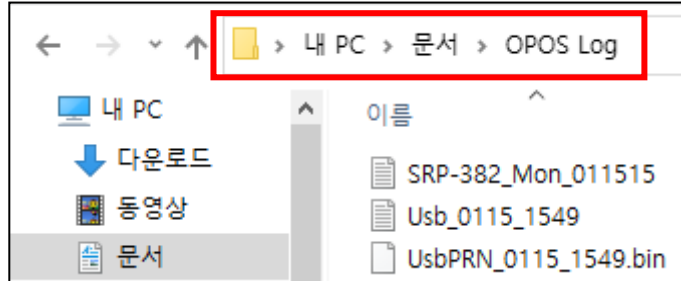 내 PC > 문서 > OPOS Log
내 PC
이름
다운로드
SRP-382_Mon_011515
동영상
Usb_0115_1549
문서
UsbPRN_0115_1549.bin